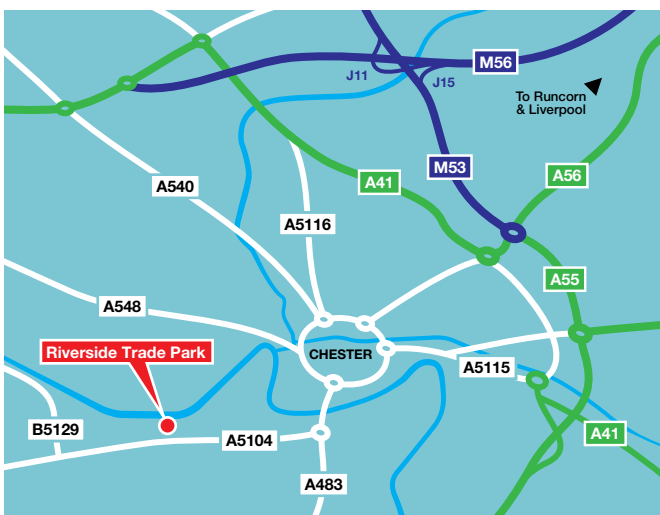 M56
J11
J15
To Runcorn
& Liverpool
M53
A540
A41
A56
A5116
A55
A548
Riverside Trade Park
CHESTER
A5115
B5129
A5104
A41
A483